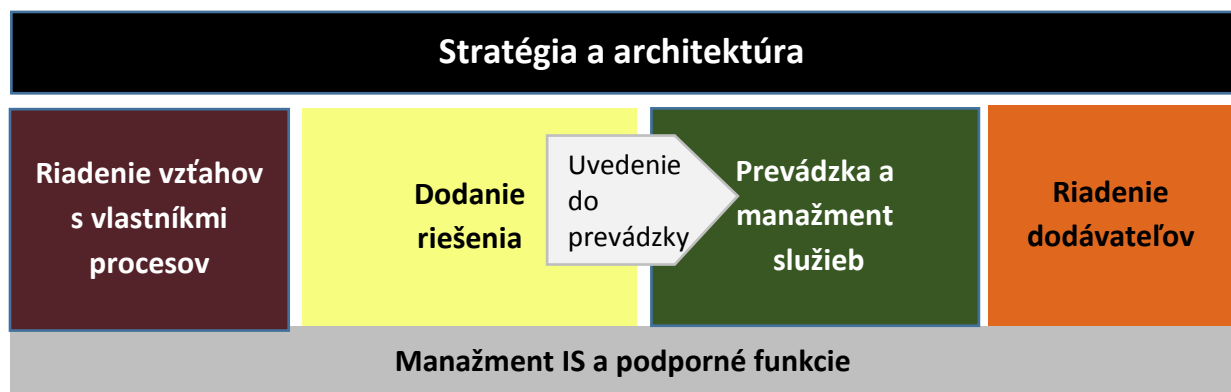 Stratégia a architektúra
Riadenie vzťahov
s vlastníkmi
procesov
Dodanie
riešenia
Uvedenie
do
prevádzky
Prevádzka a
manažment
služieb
Riadenie
dodávateľov
Manažment IS a podporné funkcie